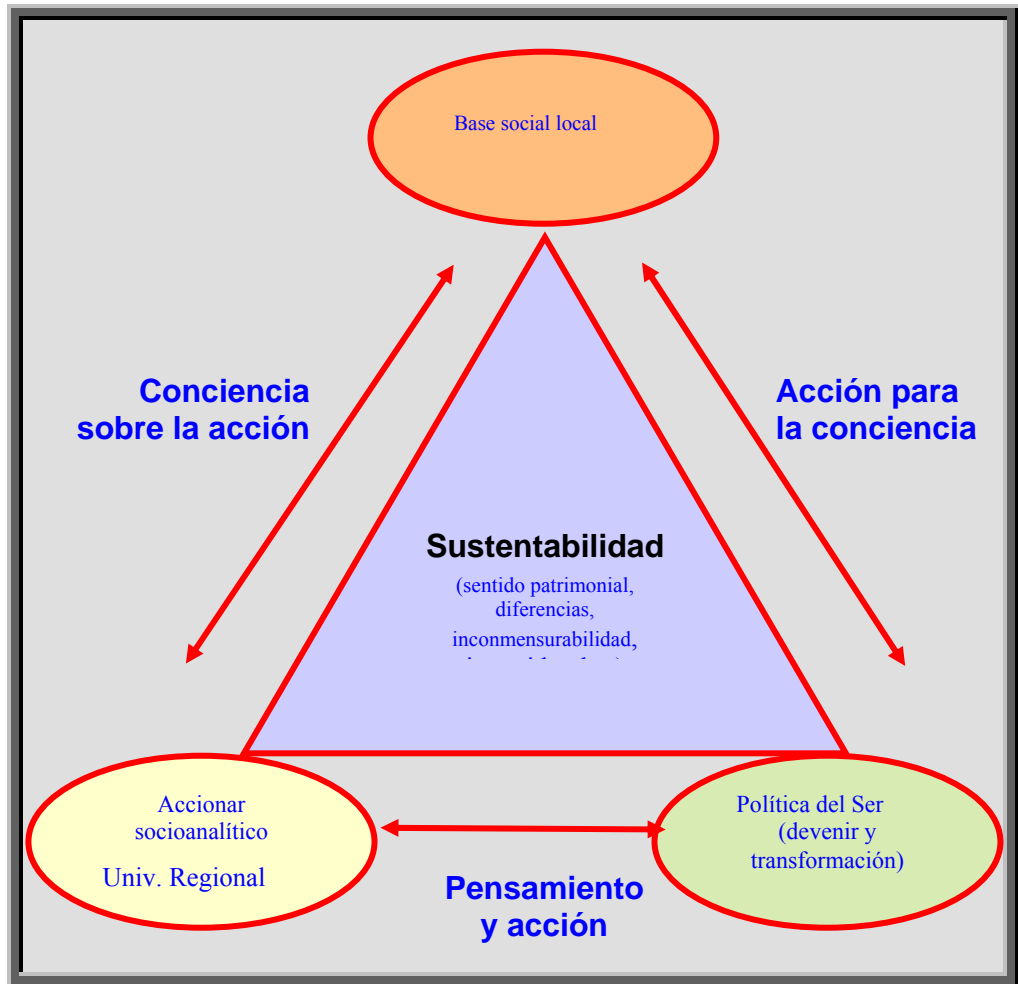 Base social local
Conciencia
sobre la acción
Acción para
la conciencia
Sustentabilidad
(sentido patrimonial,
diferencias,
inconmensurabilidad,
Accionar
socioanalítico
Univ. Regional
Política del Ser
(devenir y
transformación)
Pensamiento
y acción